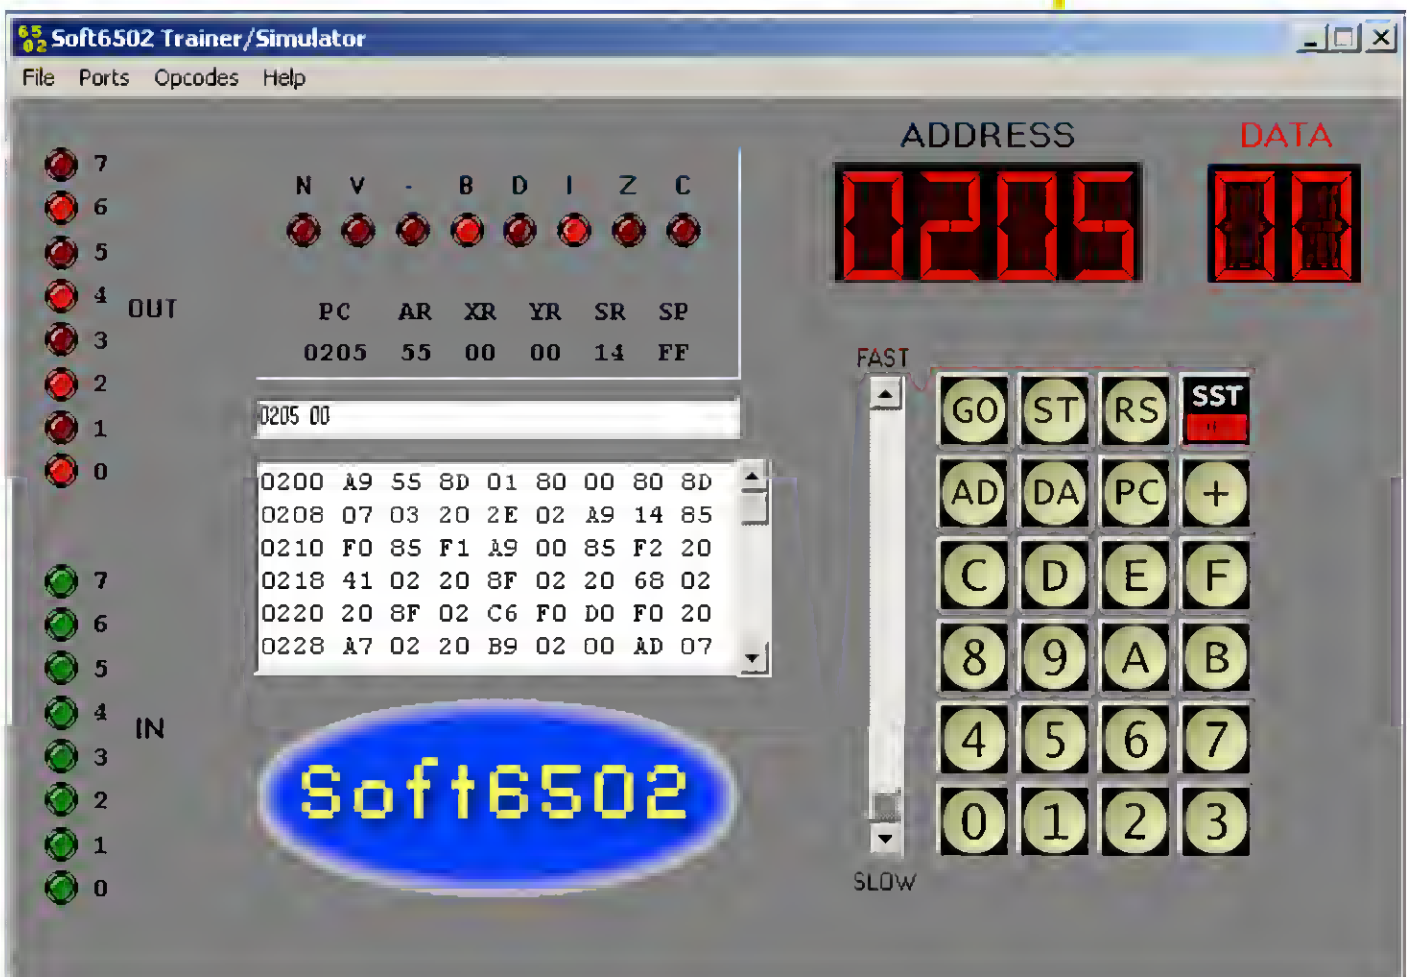 Soft6502 Trainer/Simulator
File Ports Opcodes Help
ADDRESS DATA
0205 00
7
6
5
4
3
2
1
0
OUT
N V - B D I Z C
PC AR XR YR SR SP
0205 55 00 00 14 FF
0205 00
0200 A9 55 8D 01 80 00 80 8D
0208 07 03 20 2E 02 A9 14 85
0210 F0 85 F1 A9 00 85 F2 20
0218 41 02 20 8F 02 20 68 02
0220 20 8F 02 C6 F0 D0 F0 20
0228 A7 02 20 B9 02 00 AD 07
7
6
5
4
3
2
1
0
IN
Soft6502
FAST
SLOW
GO ST RS SST
AD DA PC +
C D E F
8 9 A B
4 5 6 7
0 1 2 3
65
02